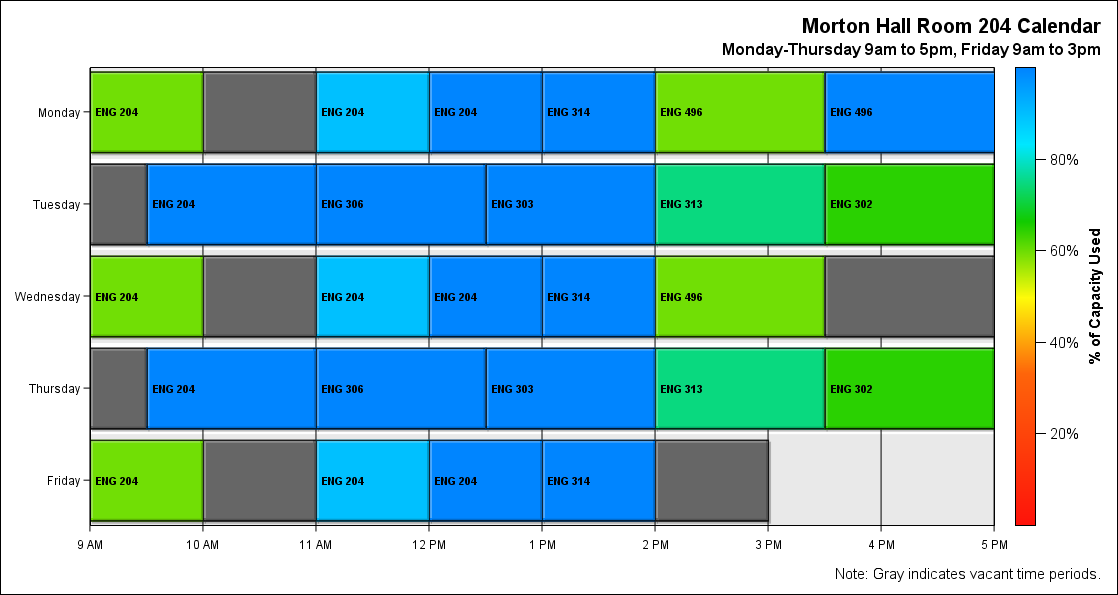 Morton Hall Room 204 Calendar
Monday-Thursday 9am to 5pm, Friday 9am to 3pm
Monday
ENG 204
ENG 204
ENG 204
ENG 314
ENG 496
ENG 496
Tuesday
ENG 204
ENG 306
ENG 303
ENG 313
ENG 302
Wednesday
ENG 204
ENG 204
ENG 204
ENG 314
ENG 496
Thursday
ENG 204
ENG 306
ENG 303
ENG 313
ENG 302
Friday
ENG 204
ENG 204
ENG 204
ENG 314
9 AM
10 AM
11 AM
12 PM
1 PM
2 PM
3 PM
4 PM
5 PM
80%
60%
40%
20%
% of Capacity Used
Note: Gray indicates vacant time periods.